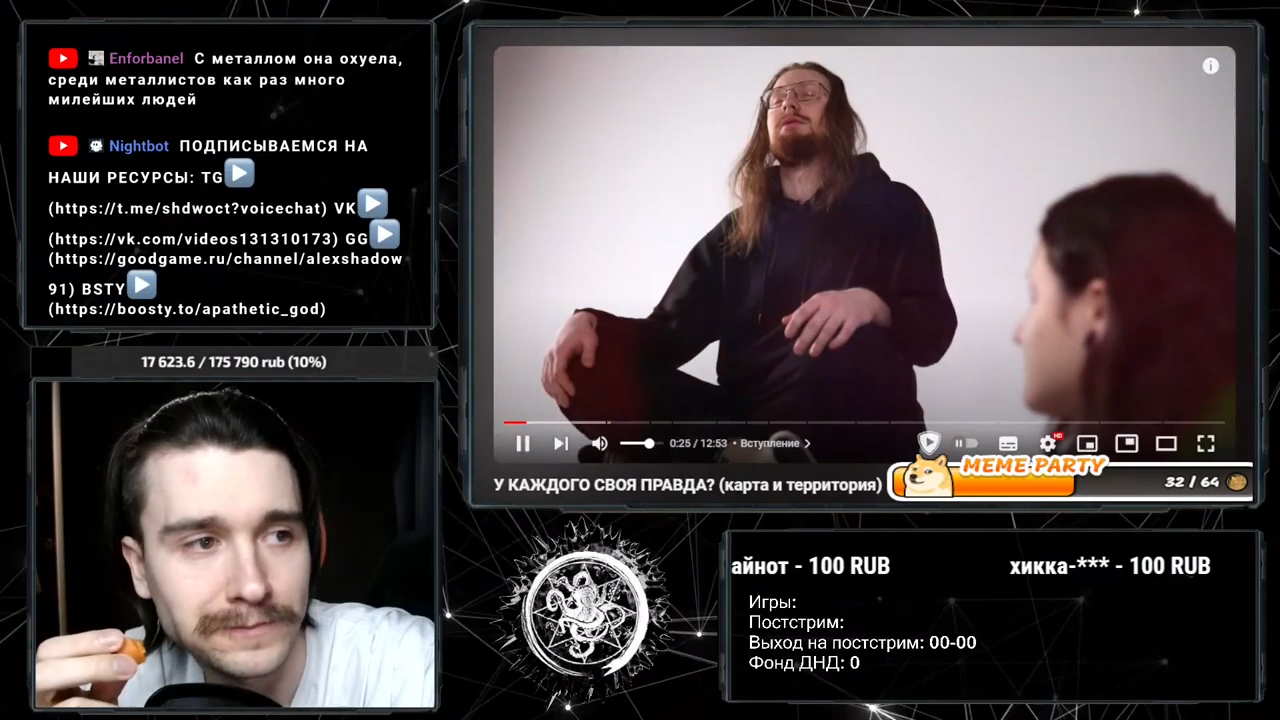 Enforbanel С металлом она охуела,
среди металлистов как раз много
милейших людей
Nightbot ПОДПИСЫВАЕМСЯ НА
НАШИ РЕСУРСЫ: TG
(https://t.me/shdwoct?voicechat) VK
(https://vk.com/videos131310173) GG
(https://goodgame.ru/channel/alexshadow
91) BSTY
(https://boosty.to/apathetic_god)
17 623.6 / 175 790 rub (10%)
0:25 / 12:53 • Вступление
HD
У КАЖДОГО СВОЯ ПРАВДА? (карта и территория)
MEME PARTY
32 / 64
айнот - 100 RUB
хикка-*** - 100 RUB
Игры:
Постстрим:
Выход на постстрим: 00-00
Фонд ДНД: 0